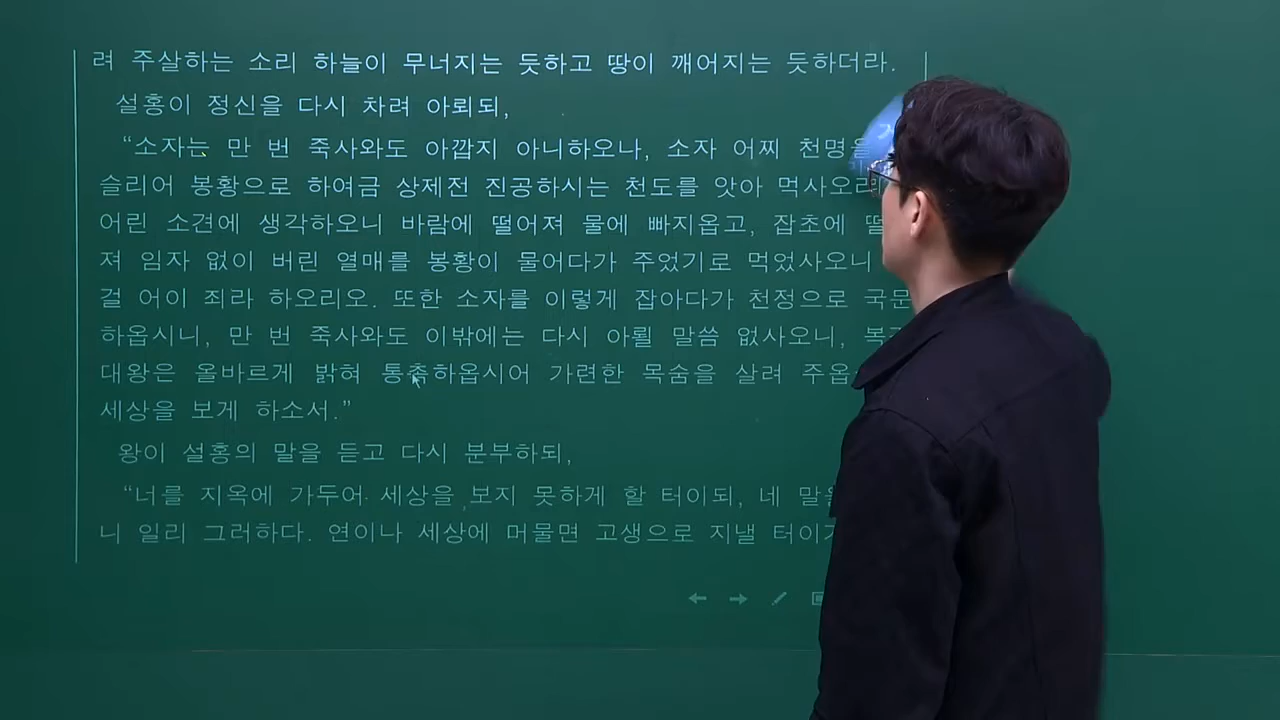 려 주살하는 소리 하늘이 무너지는 듯하고 땅이 깨어지는 듯하더라.
설홍이 정신을 다시 차려 아뢰되,
“소자는 만 번 죽사와도 아깝지 아니하오나, 소자 어찌 천명을
슬리어 봉황으로 하여금 상제전 진공하시는 천도를 앗아 먹사오리
어린 소견에 생각하오니 바람에 떨어져 물에 빠지옵고, 잡초에
져 임자 없이 버린 열매를 봉황이 물어다가 주었기로 먹었사오니
걸 어이 죄라 하오리오. 또한 소자를 이렇게 잡아다가 천정으로 국문
하옵시니, 만 번 죽사와도 이밖에는 다시 아뢸 말씀 없사오니,
대왕은 올바르게 밝혀 통촉하옵시어 가련한 목숨을 살려 주옵
세상을 보게 하소서.”
왕이 설홍의 말을 듣고 다시 분부하되,
“너를 지옥에 가두어 세상을 보지 못하게 할 터이되, 네
니 일리 그러하다. 연이나 세상에 머물면 고생으로 지낼